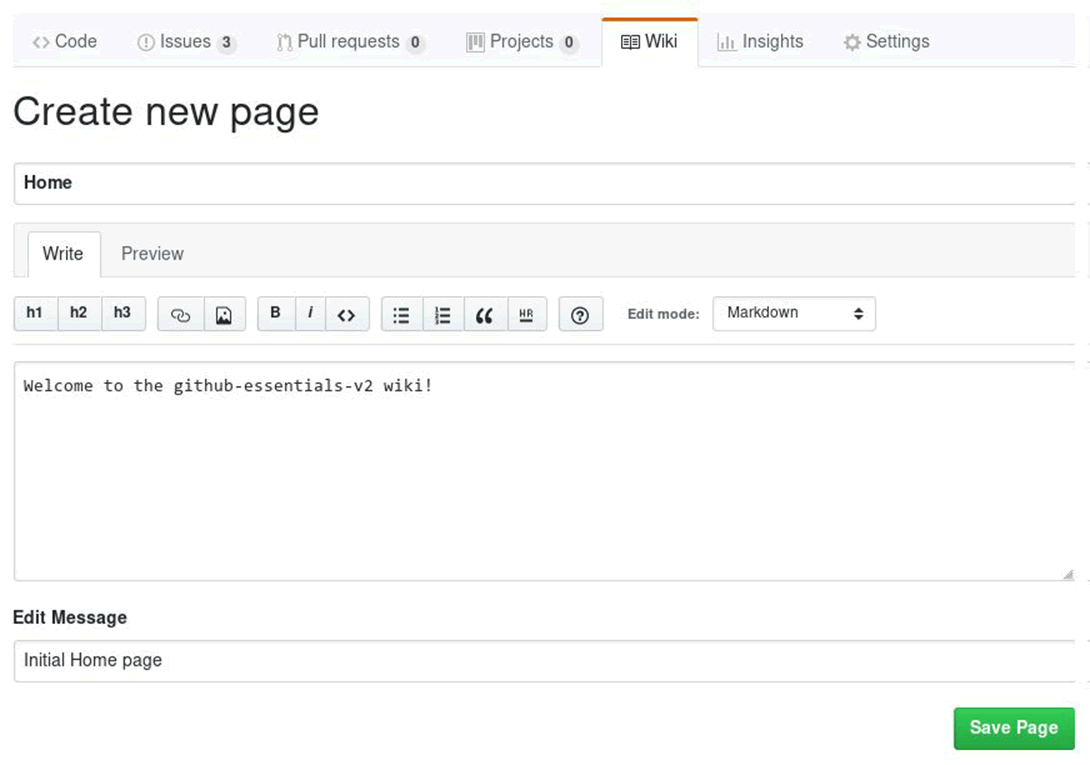 Code Issues 3 Pull requests 0 Projects 0 Wiki Insights Settings
Create new page
Home
Write Preview
h1 h2 h3 B i <> “ HR ? Edit mode: Markdown
Welcome to the github-essentials-v2 wiki!
Edit Message
Initial Home page
Save Page